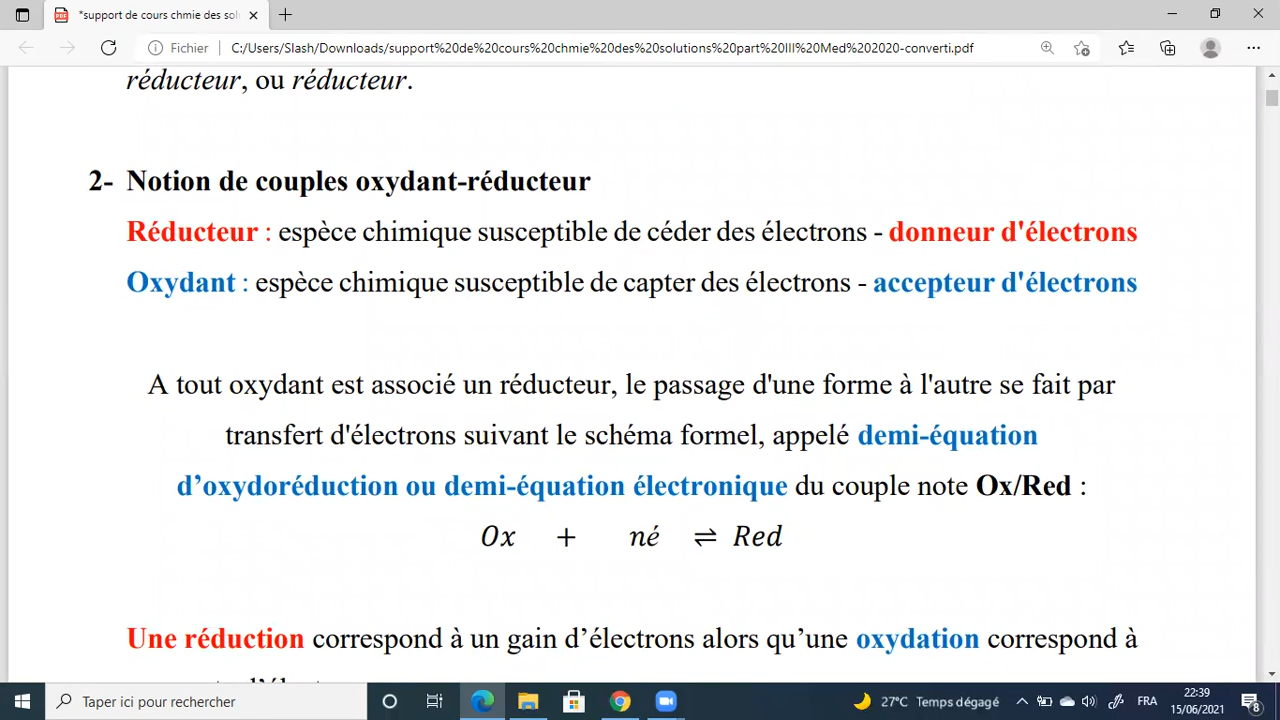 *support de cours chmie des sol
Fichier
C:/Users/Slash/Downloads/support%20de%20cours%20chmie%20des%20solutions%20part%20III%20Med%202020-converti.pdf
réducteur, ou réducteur.
2- Notion de couples oxydant-réducteur
Réducteur : espèce chimique susceptible de céder des électrons - donneur d'électrons
Oxydant : espèce chimique susceptible de capter des électrons - accepteur d'électrons
A tout oxydant est associé un réducteur, le passage d'une forme à l'autre se fait par
transfert d'électrons suivant le schéma formel, appelé demi-équation
d’oxydoréduction ou demi-équation électronique du couple note Ox/Red :
Ox + né ⇌ Red
Une réduction correspond à un gain d’électrons alors qu’une oxydation correspond à
Taper ici pour rechercher
27°C Temps dégagé
FRA
22:39
15/06/2021
8